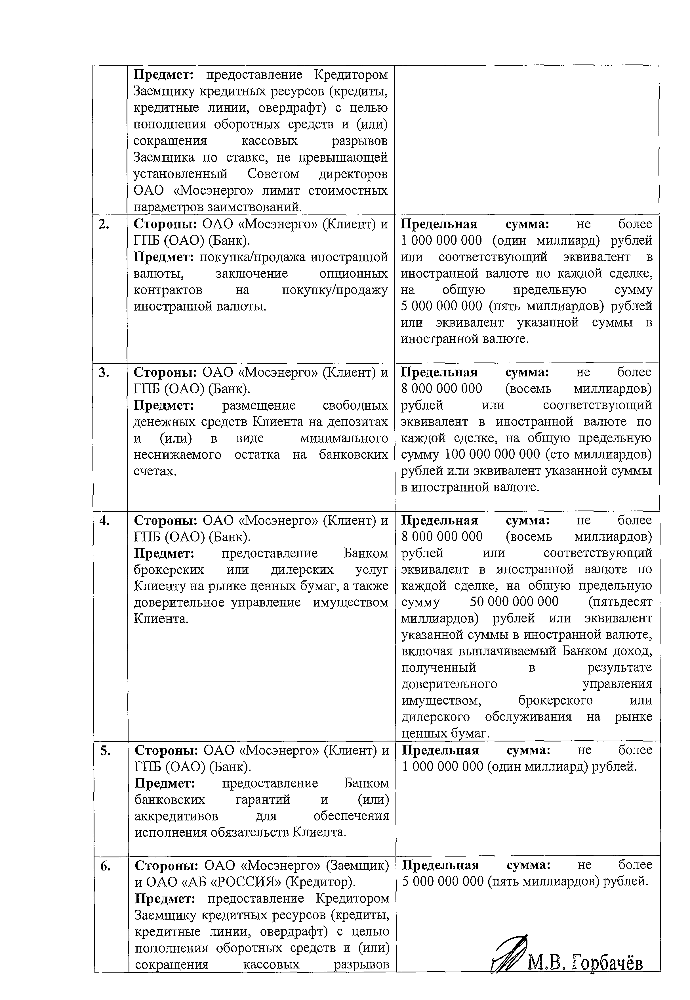 Предмет: предоставление Кредитором
Заемщику кредитных ресурсов (кредиты,
кредитные линии, овердрафт) с целью
пополнения оборотных средств и (или)
сокращения кассовых разрывов
Заемщика по ставке, не превышающей
установленный Советом директоров
ОАО «Мосэнерго» лимит стоимостных
параметров заимствований.
2.
Стороны: ОАО «Мосэнерго» (Клиент) и
ГПБ (ОАО) (Банк).
Предмет: покупка/продажа иностранной
валюты, заключение опционных
контрактов на покупку/продажу
иностранной валюты.
Предельная сумма: не более
1 000 000 000 (один миллиард) рублей
или соответствующий эквивалент в
иностранной валюте по каждой сделке,
на общую предельную сумму
5 000 000 000 (пять миллиардов) рублей
или эквивалент указанной суммы в
иностранной валюте.
3.
Стороны: ОАО «Мосэнерго» (Клиент) и
ГПБ (ОАО) (Банк).
Предмет: размещение свободных
денежных средств Клиента на депозитах
и (или) в виде минимального
неснижаемого остатка на банковских
счетах.
Предельная сумма: не более
8 000 000 000 (восемь миллиардов)
рублей или соответствующий
эквивалент в иностранной валюте по
каждой сделке, на общую предельную
сумму 100 000 000 000 (сто миллиардов)
рублей или эквивалент указанной суммы
в иностранной валюте.
4.
Стороны: ОАО «Мосэнерго» (Клиент) и
ГПБ (ОАО) (Банк).
Предмет: предоставление Банком
брокерских или дилерских услуг
Клиенту на рынке ценных бумаг, а также
доверительное управление имуществом
Клиента.
Предельная сумма: не более
8 000 000 000 (восемь миллиардов)
рублей или соответствующий
эквивалент в иностранной валюте по
каждой сделке, на общую предельную
сумму 50 000 000 000 (пятьдесят
миллиардов) рублей или эквивалент
указанной суммы в иностранной валюте,
включая выплачиваемый Банком доход,
полученный в результате
доверительного управления
имуществом, брокерского или
дилерского обслуживания на рынке
ценных бумаг.
5.
Стороны: ОАО «Мосэнерго» (Клиент) и
ГПБ (ОАО) (Банк).
Предмет: предоставление Банком
банковских гарантий и (или)
аккредитивов для обеспечения
исполнения обязательств Клиента.
Предельная сумма: не более
1 000 000 000 (один миллиард) рублей.
6.
Стороны: ОАО «Мосэнерго» (Заемщик)
и ОАО «АБ «РОССИЯ» (Кредитор).
Предмет: предоставление Кредитором
Заемщику кредитных ресурсов (кредиты,
кредитные линии, овердрафт) с целью
пополнения оборотных средств и (или)
сокращения кассовых разрывов
Предельная сумма: не более
5 000 000 000 (пять миллиардов) рублей.
М.В. Горбачёв